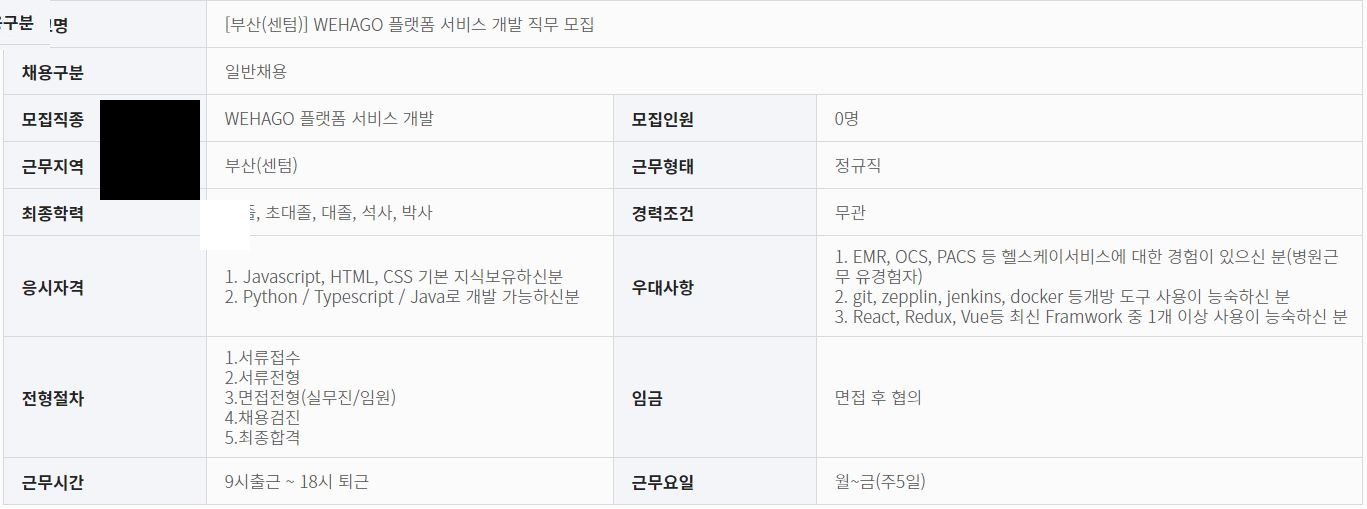 구분
명
[부산(센텀)] WEHAGO 플랫폼 서비스 개발 직무 모집
채용구분
일반채용
모집직종
WEHAGO 플랫폼 서비스 개발
모집인원
0명
근무지역
부산(센텀)
근무형태
정규직
최종학력
, 초대졸, 대졸, 석사, 박사
경력조건
무관
응시자격
1. Javascript, HTML, CSS 기본 지식보유하신분
2. Python / Typescript / Java로 개발 가능하신분
우대사항
1. EMR, OCS, PACS 등 헬스케이서비스에 대한 경험이 있으신 분(병원근
무 유경험자)
2. git, zepplin, jenkins, docker 등개방 도구 사용이 능숙하신 분
3. React, Redux, Vue등 최신 Framwork 중 1개 이상 사용이 능숙하신 분
전형절차
1.서류접수
2.서류전형
3.면접전형(실무진/임원)
4.채용검진
5.최종합격
임금
면접 후 협의
근무시간
9시출근 ~ 18시 퇴근
근무요일
월~금(주5일)